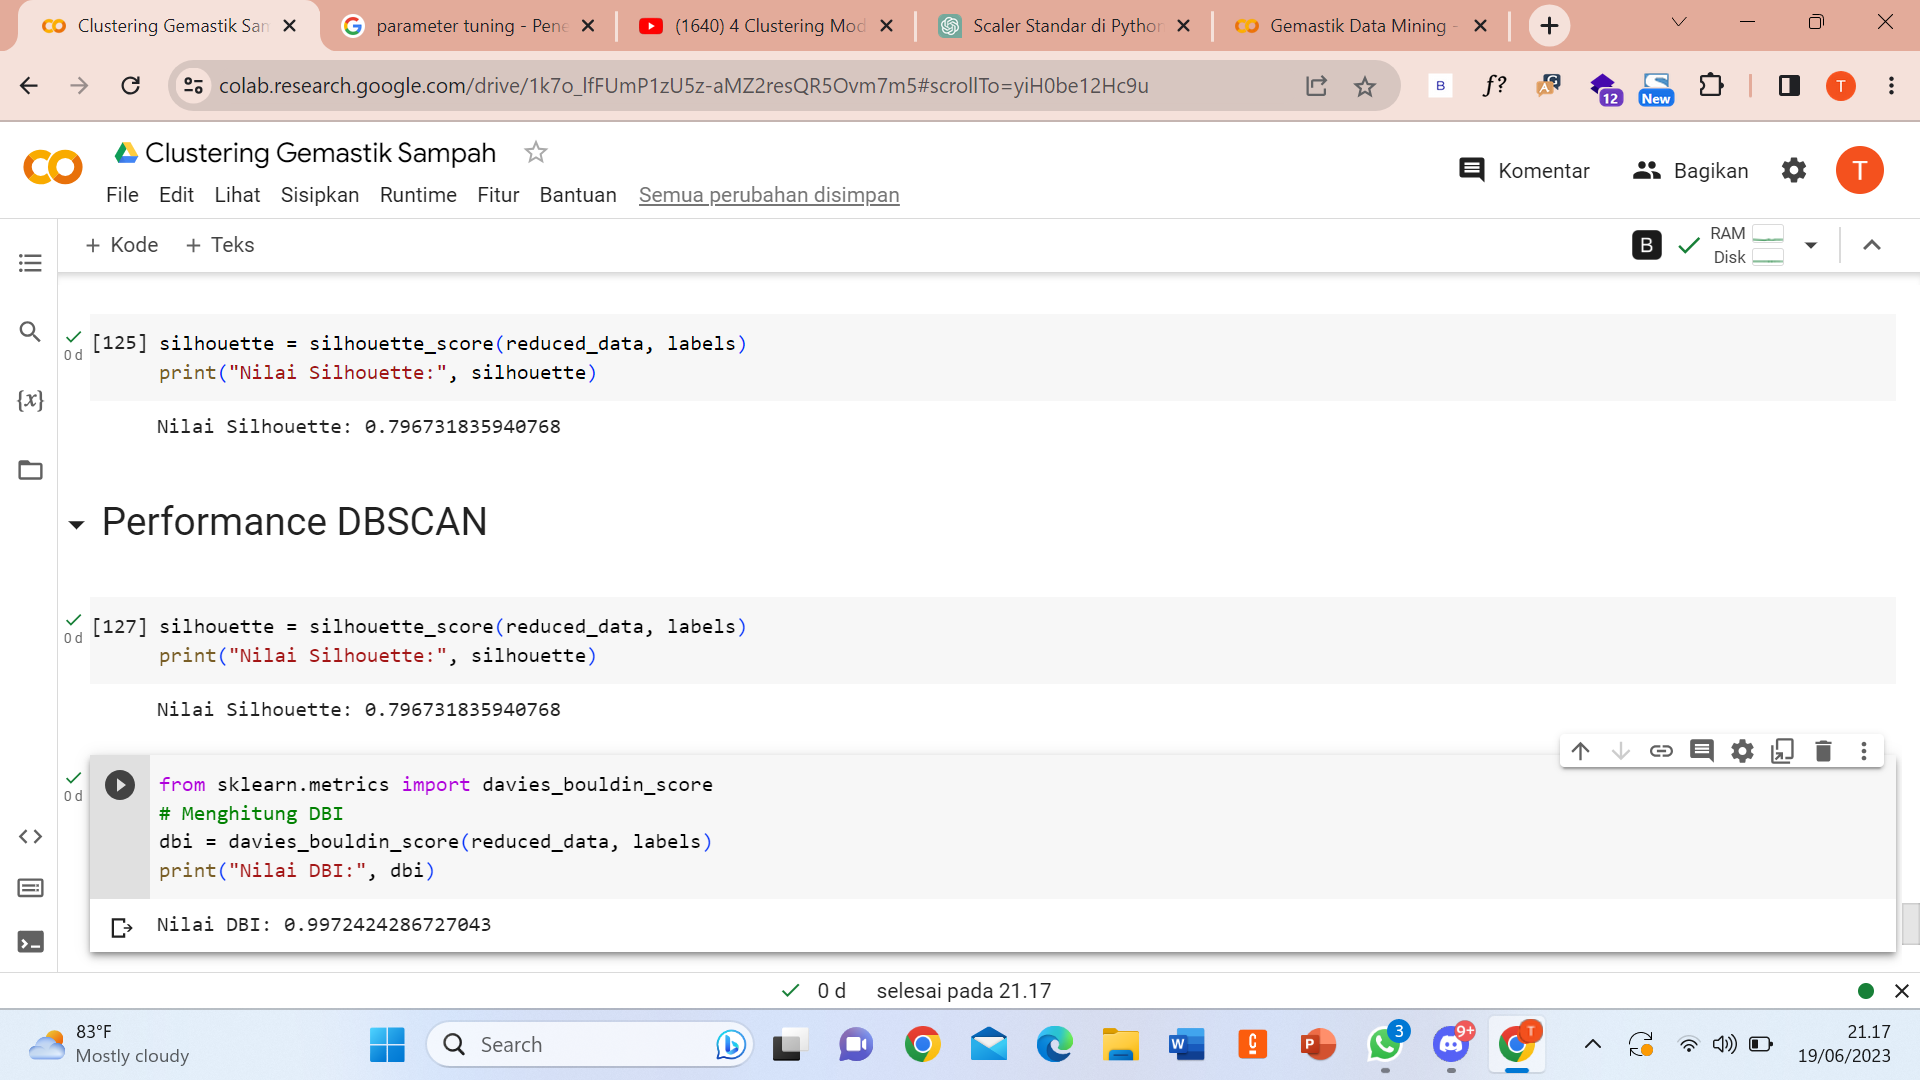 Clustering Gemastik San
parameter tuning - Pene
(1640) 4 Clustering Mod
Scaler Standar di Python
Gemastik Data Mining -
colab.research.google.com/drive/1k7o_lfFUmP1zU5z-aMZ2resQR5Ovm7m5#scrollTo=yiH0be12Hc9u
B
f?
12
New
T
Clustering Gemastik Sampah
File Edit Lihat Sisipkan Runtime Fitur Bantuan Semua perubahan disimpan
Komentar
Bagikan
T
+ Kode + Teks
B
RAM
Disk
{x}
0 d
[125] silhouette = silhouette_score(reduced_data, labels)
print("Nilai Silhouette:", silhouette)
Nilai Silhouette: 0.796731835940768
Performance DBSCAN
0 d
[127] silhouette = silhouette_score(reduced_data, labels)
print("Nilai Silhouette:", silhouette)
Nilai Silhouette: 0.796731835940768
0 d
from sklearn.metrics import davies_bouldin_score
# Menghitung DBI
dbi = davies_bouldin_score(reduced_data, labels)
print("Nilai DBI:", dbi)
Nilai DBI: 0.9972424286727043
0 d selesai pada 21.17
83°F
Mostly cloudy
Search
W
P
3
9+
T
21.17
19/06/2023